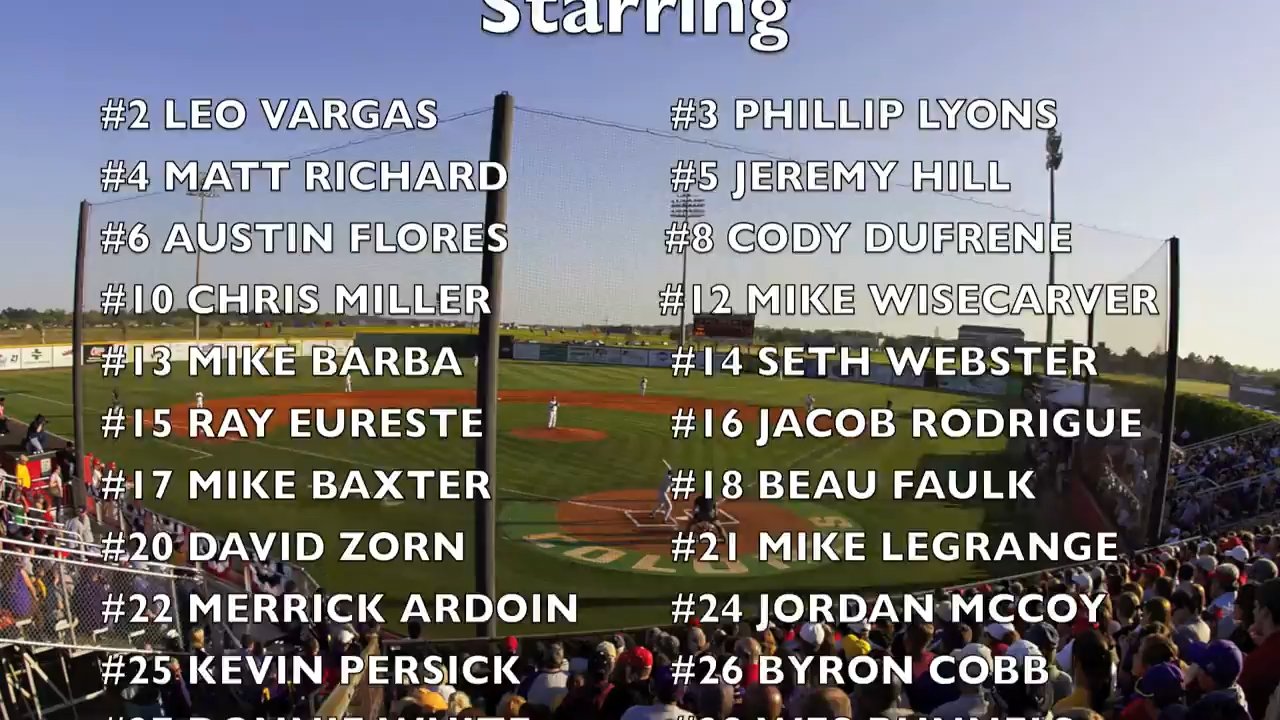 Starring
#2 LEO VARGAS #3 PHILLIP LYONS
#4 MATT RICHARD #5 JEREMY HILL
#6 AUSTIN FLORES #8 CODY DUFRENE
#10 CHRIS MILLER #12 MIKE WISECARVER
#13 MIKE BARBA #14 SETH WEBSTER
#15 RAY EURESTE #16 JACOB RODRIGUE
#17 MIKE BAXTER #18 BEAU FAULK
#20 DAVID ZORN #21 MIKE LEGRANGE
#22 MERRICK ARDOIN #24 JORDAN MCCOY
#25 KEVIN PERSICK #26 BYRON COBB